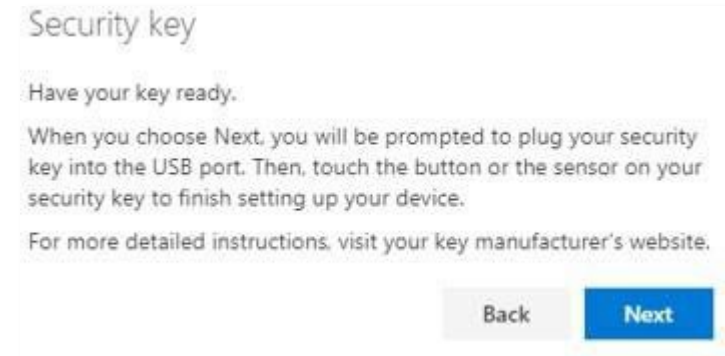 Security key
Have your key ready.
When you choose Next, you will be prompted to plug your security
key into the USB port. Then, touch the button or the sensor on your
security key to finish setting up your device.
For more detailed instructions, visit your key manufacturer's website.
Back Next